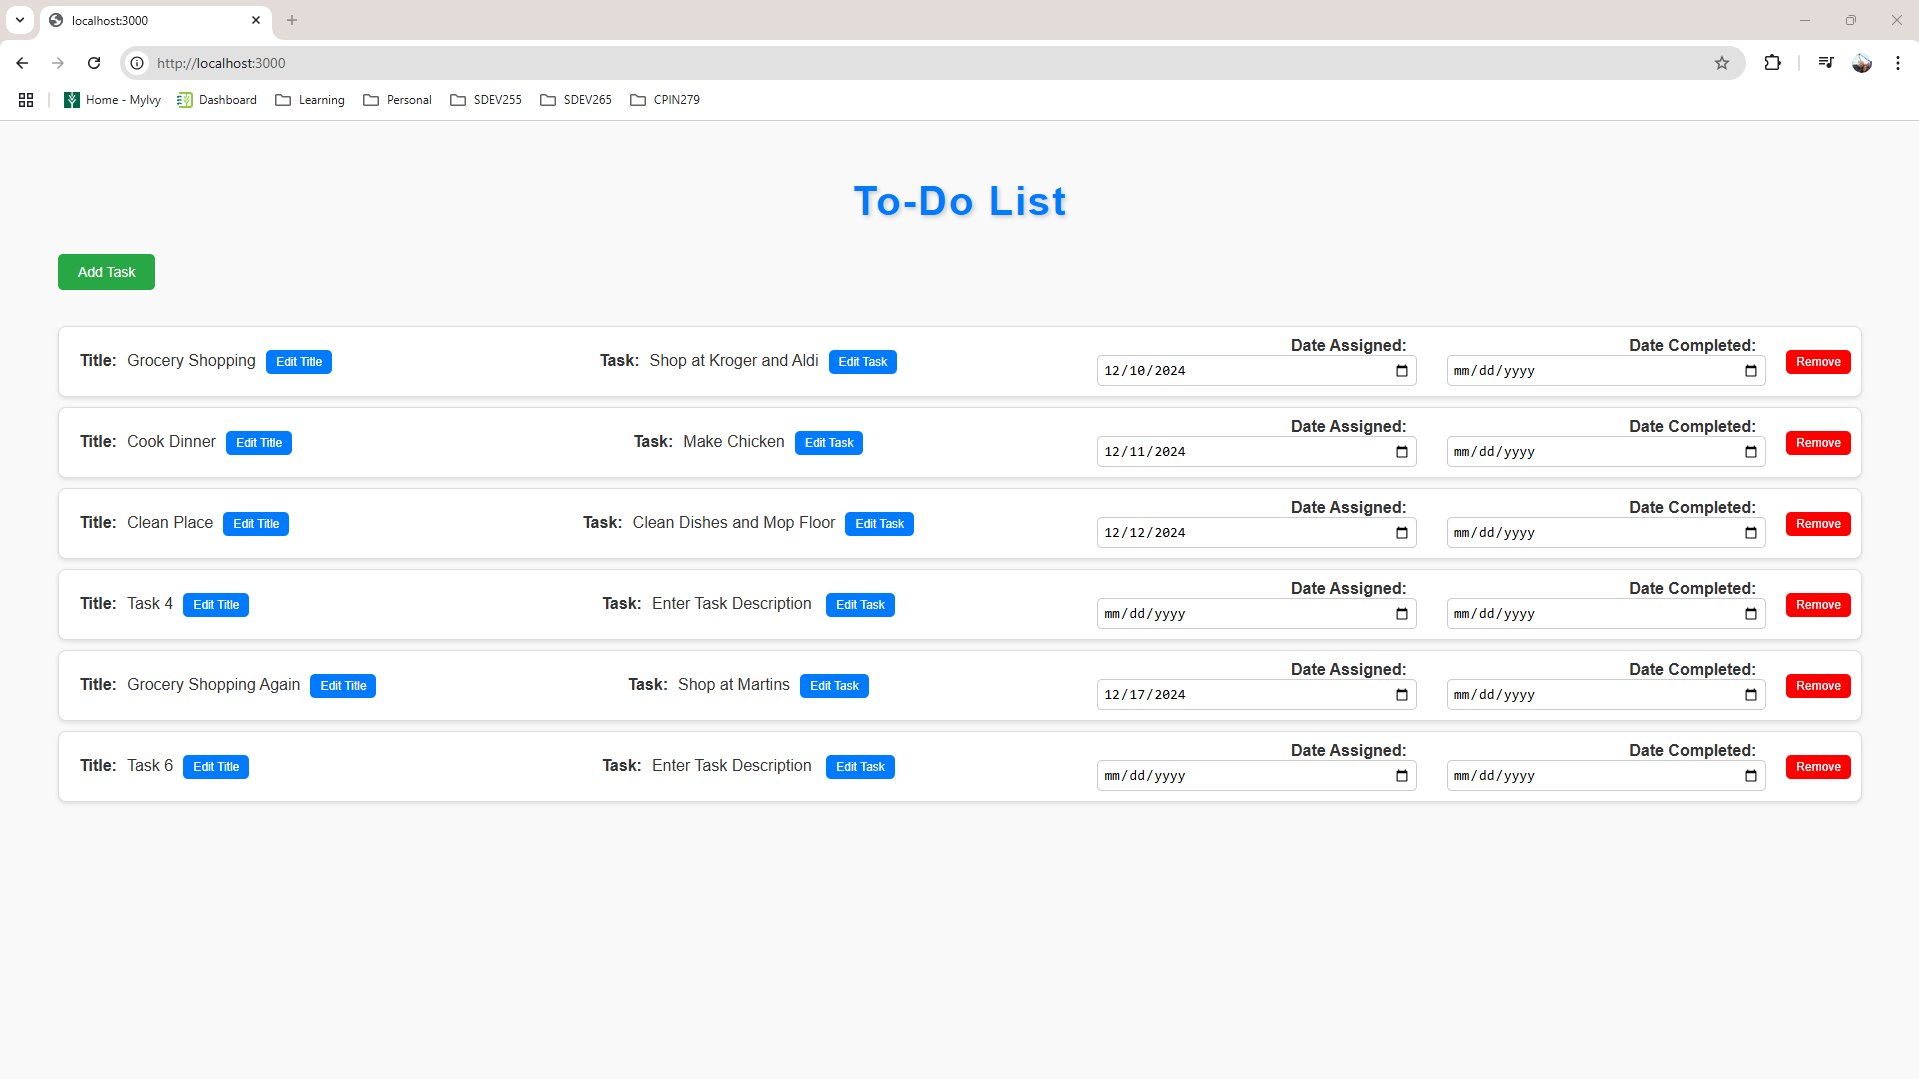 localhost:3000
http://localhost:3000
Home - MyIvy Dashboard Learning Personal SDEV255 SDEV265 CPIN279
To-Do List
Add Task
Title: Grocery Shopping Edit Title Task: Shop at Kroger and Aldi Edit Task Date Assigned: 12/10/2024 Date Completed: mm/dd/yyyy Remove
Title: Cook Dinner Edit Title Task: Make Chicken Edit Task Date Assigned: 12/11/2024 Date Completed: mm/dd/yyyy Remove
Title: Clean Place Edit Title Task: Clean Dishes and Mop Floor Edit Task Date Assigned: 12/12/2024 Date Completed: mm/dd/yyyy Remove
Title: Task 4 Edit Title Task: Enter Task Description Edit Task Date Assigned: mm/dd/yyyy Date Completed: mm/dd/yyyy Remove
Title: Grocery Shopping Again Edit Title Task: Shop at Martins Edit Task Date Assigned: 12/17/2024 Date Completed: mm/dd/yyyy Remove
Title: Task 6 Edit Title Task: Enter Task Description Edit Task Date Assigned: mm/dd/yyyy Date Completed: mm/dd/yyyy Remove